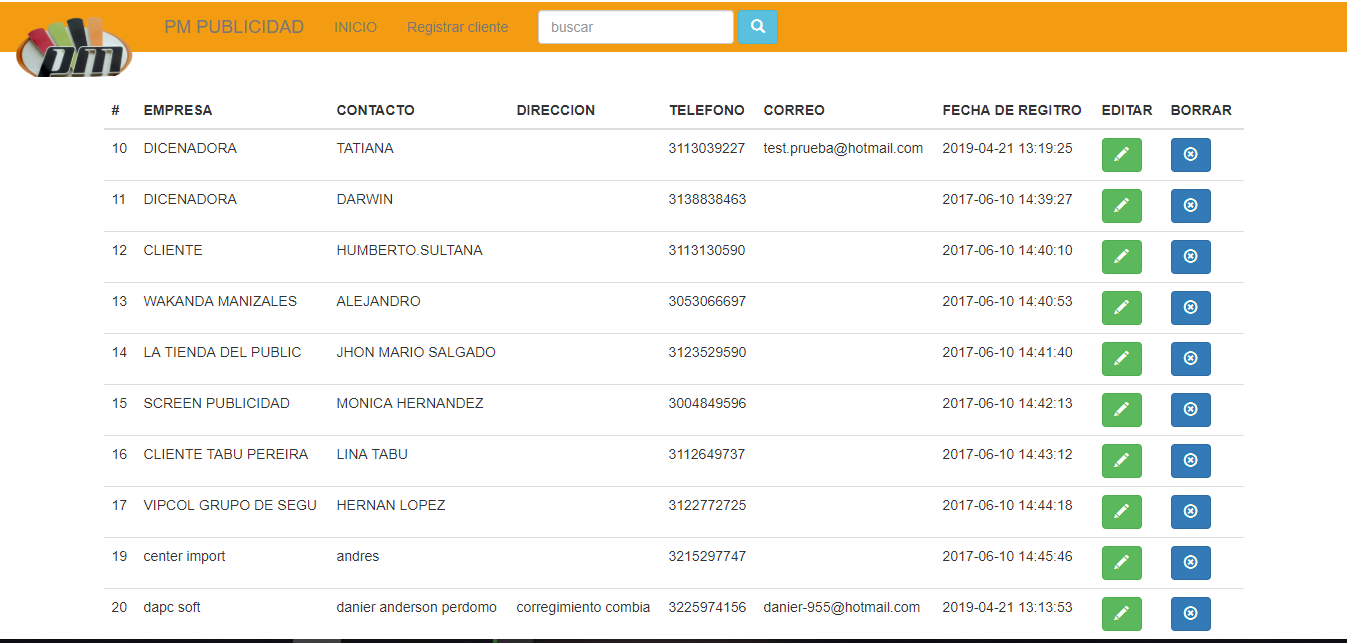 pm PM PUBLICIDAD INICIO Registrar cliente buscar
# EMPRESA CONTACTO DIRECCION TELEFONO CORREO FECHA DE REGITRO EDITAR BORRAR
10 DICENADORA TATIANA 3113039227 test.prueba@hotmail.com 2019-04-21 13:19:25
11 DICENADORA DARWIN 3138838463 2017-06-10 14:39:27
12 CLIENTE HUMBERTO.SULTANA 3113130590 2017-06-10 14:40:10
13 WAKANDA MANIZALES ALEJANDRO 3053066697 2017-06-10 14:40:53
14 LA TIENDA DEL PUBLIC JHON MARIO SALGADO 3123529590 2017-06-10 14:41:40
15 SCREEN PUBLICIDAD MONICA HERNANDEZ 3004849596 2017-06-10 14:42:13
16 CLIENTE TABU PEREIRA LINA TABU 3112649737 2017-06-10 14:43:12
17 VIPCOL GRUPO DE SEGU HERNAN LOPEZ 3122772725 2017-06-10 14:44:18
19 center import andres 3215297747 2017-06-10 14:45:46
20 dapc soft danier anderson perdomo corregimiento combia 3225974156 danier-955@hotmail.com 2019-04-21 13:13:53